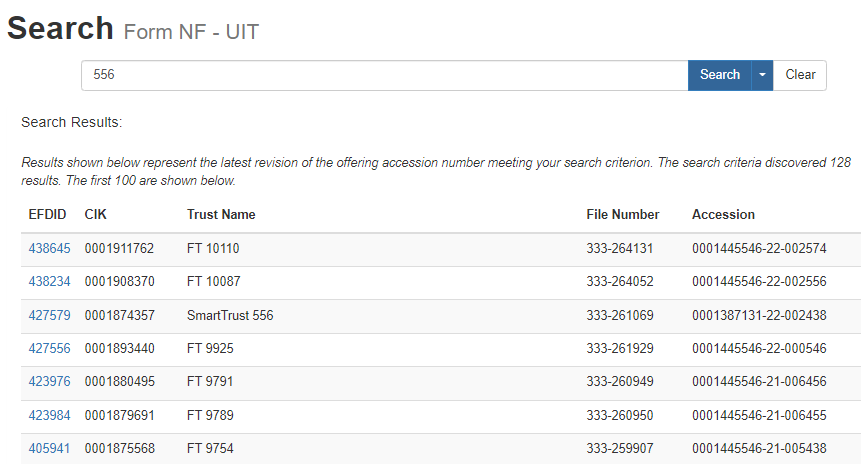 Search Form NF - UIT
556
Search
Clear
Search Results:
Results shown below represent the latest revision of the offering accession number meeting your search criterion. The search criteria discovered 128
results. The first 100 are shown below.
EFDID CIK Trust Name File Number Accession
438645 0001911762 FT 10110 333-264131 0001445546-22-002574
438234 0001908370 FT 10087 333-264052 0001445546-22-002556
427579 0001874357 SmartTrust 556 333-261069 0001387131-22-002438
427556 0001893440 FT 9925 333-261929 0001445546-22-000546
423976 0001880495 FT 9791 333-260949 0001445546-21-006456
423984 0001879691 FT 9789 333-260950 0001445546-21-006455
405941 0001875568 FT 9754 333-259907 0001445546-21-005438